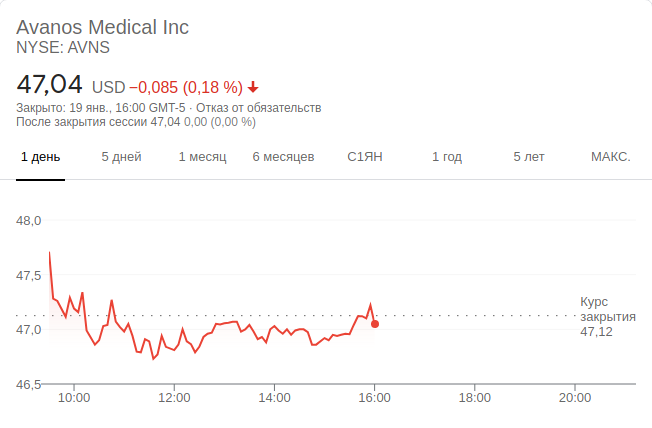 Avanos Medical Inc
NYSE: AVNS
47,04 USD −0,085 (0,18 %)
Закрыто: 19 янв., 16:00 GMT-5 · Отказ от обязательств
После закрытия сессии 47,04 0,00 (0,00 %)
1 день 5 дней 1 месяц 6 месяцев С1ЯН 1 год 5 лет МАКС.
48,0
47,5
Курс
закрытия
47,12
47,0
46,5
10:00 12:00 14:00 16:00 18:00 20:00